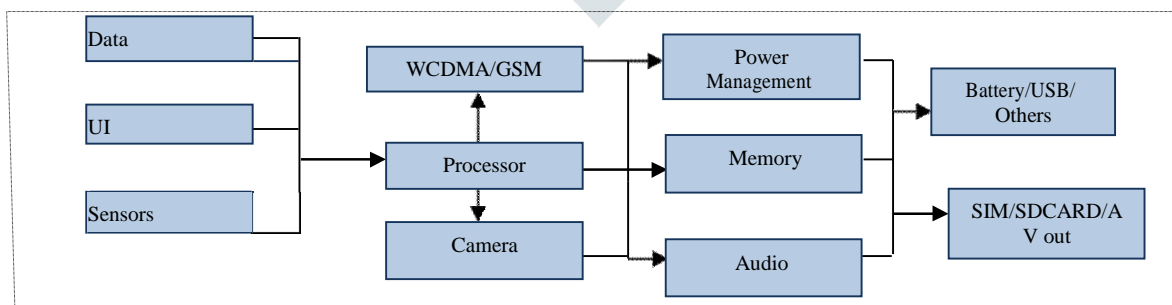 Data
UI
Sensors
WCDMA/GSM
Processor
Camera
Power
Management
Memory
Audio
Battery/USB/
Others
SIM/SDCARD/A
V out